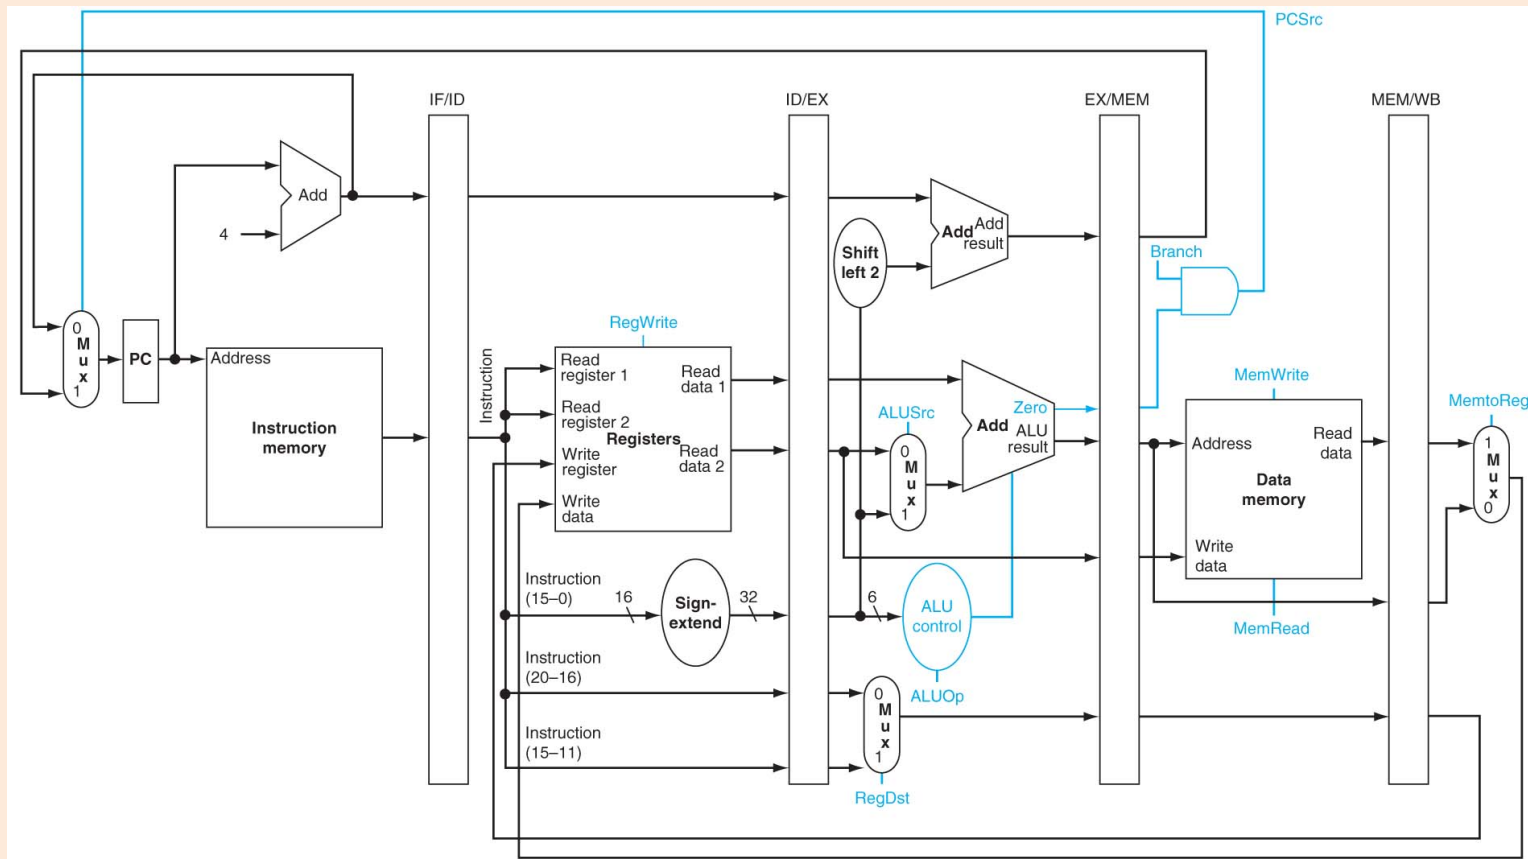 PCSrc
IF/ID
ID/EX
EX/MEM
MEM/WB
Add
4
Add Add
result
Shift
left 2
Branch
0
M
u
x
1
PC
Address
Instruction
memory
Instruction
RegWrite
Read
register 1
Read
register 2
Write
register
Write
data
Registers
Read
data 1
Read
data 2
ALUSrc
0
M
u
x
1
Zero
Add
ALU
result
MemWrite
Address
Read
data
Data
memory
Write
data
MemRead
MemtoReg
1
M
u
x
0
Instruction
(15–0)
16
Sign-
extend
32
6
ALU
control
ALUOp
Instruction
(20–16)
Instruction
(15–11)
0
M
u
x
1
RegDst